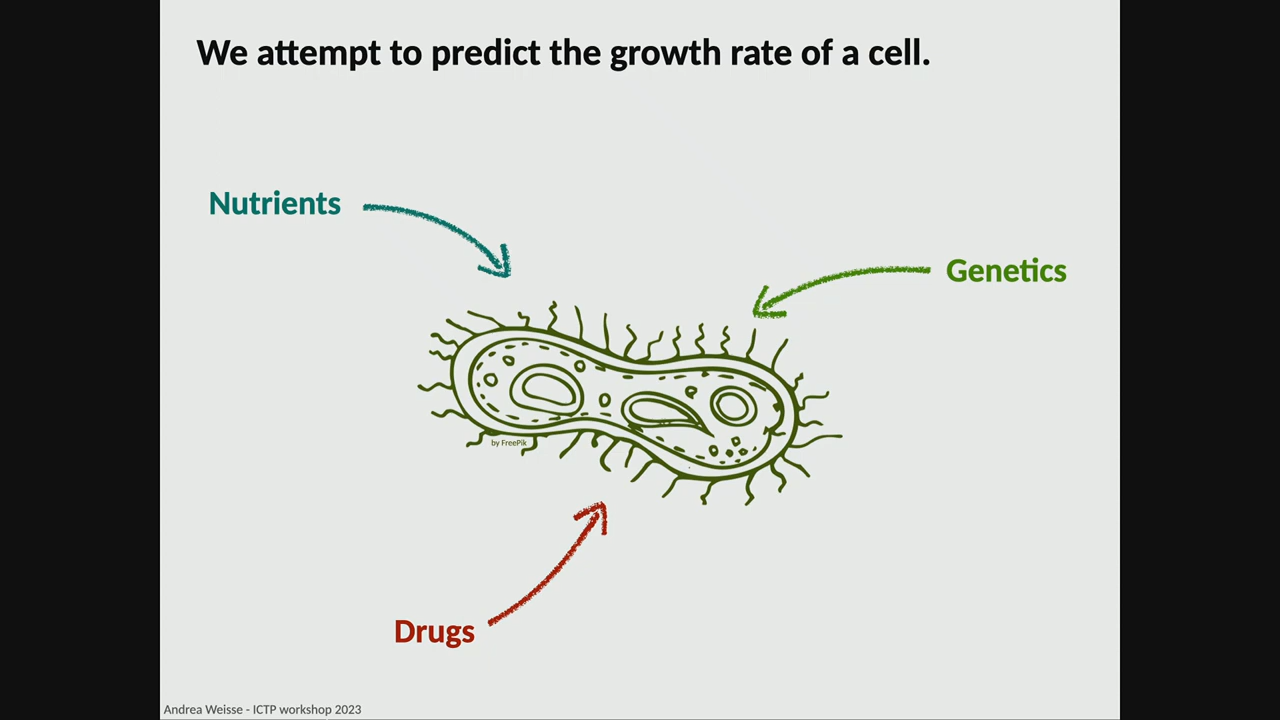 We attempt to predict the growth rate of a cell.
Nutrients
Genetics
by FreePik
Drugs
Andrea Weisse - ICTP workshop 2023